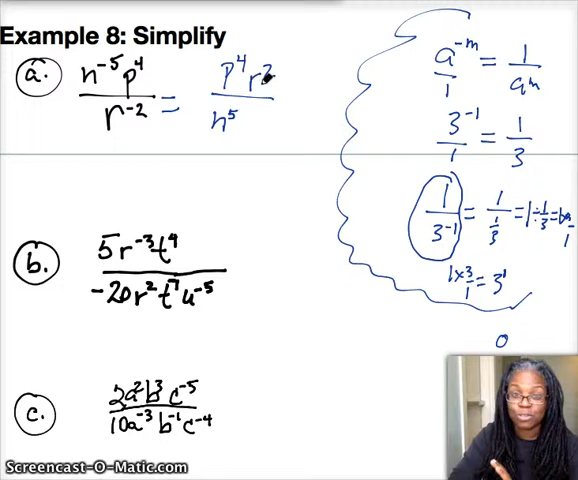 Example 8: Simplify
a. n⁻⁵p⁴ / r⁻² = p⁴r² / n⁵
b. 5r⁻³t⁴ / -20r²t⁷u⁻⁵
c. 2a²b³c⁻⁵ / 10a⁻³b⁻¹c⁻⁴
a⁻ᵐ / 1 = 1 / aᵐ
3⁻¹ / 1 = 1 / 3
1 / 3⁻¹ = 1 / 1/3 = 1 ÷ 1/3 =
1 x 3 / 1 = 3¹
0
Screencast-O-Matic.com